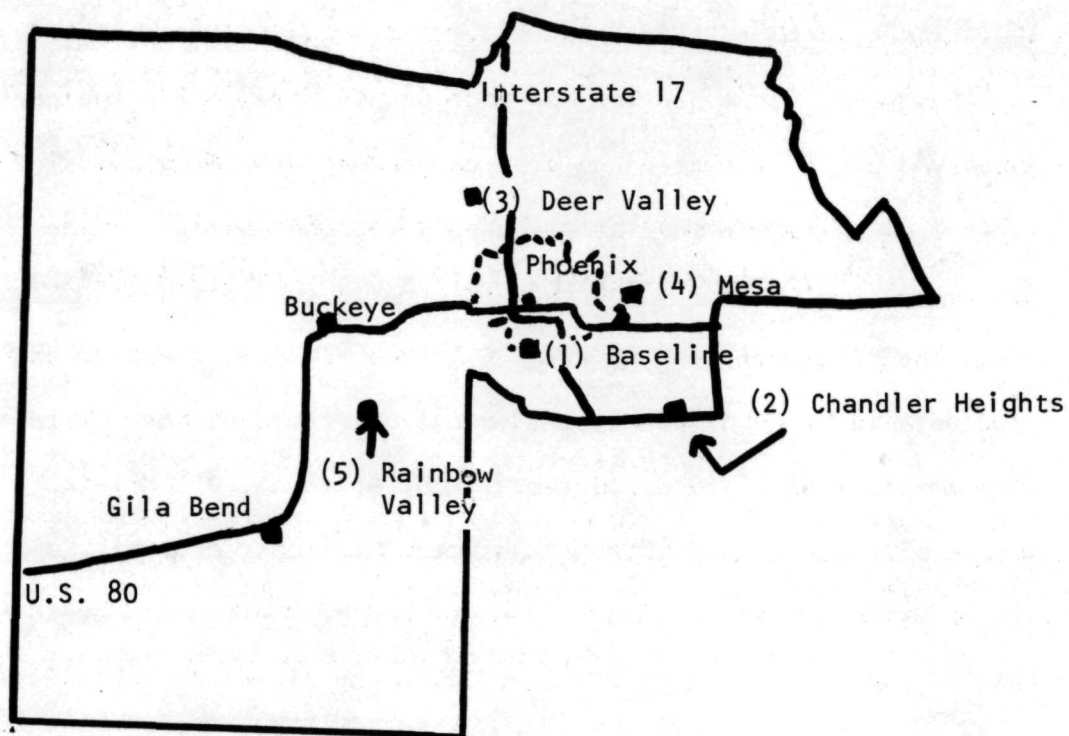 Interstate 17
(3) Deer Valley
Phoenix
(4) Mesa
Buckeye
(1) Baseline
(2) Chandler Heights
(5) Rainbow
Valley
Gila Bend
U.S. 80